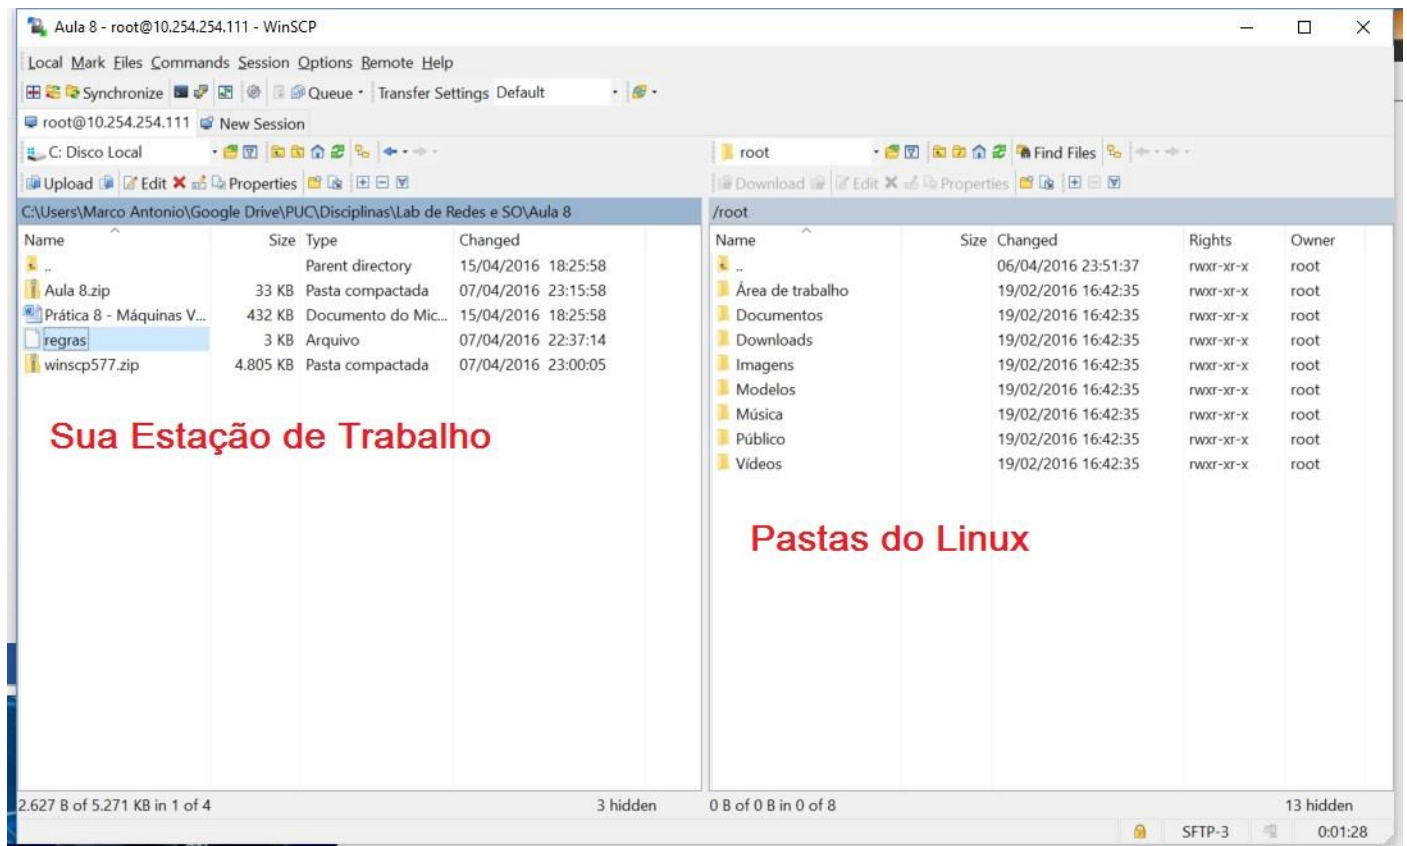 Aula 8 - root@10.254.254.111 - WinSCP
Local Mark Files Commands Session Options Remote Help
Synchronize Queue Transfer Settings Default
root@10.254.254.111 New Session
C: Disco Local root Find Files
Upload Edit Properties Download Edit Properties
C:\Users\Marco Antonio\Google Drive\PUC\Disciplinas\Lab de Redes e SO\Aula 8 /root
Name Size Type Changed Name Size Changed Rights Owner
.. Parent directory 15/04/2016 18:25:58 .. 06/04/2016 23:51:37 rwxr-xr-x root
Aula 8.zip 33 KB Pasta compactada 07/04/2016 23:15:58 Área de trabalho 19/02/2016 16:42:35 rwxr-xr-x root
Prática 8 - Máquinas V... 432 KB Documento do Mic... 15/04/2016 18:25:58 Documentos 19/02/2016 16:42:35 rwxr-xr-x root
regras 3 KB Arquivo 07/04/2016 22:37:14 Downloads 19/02/2016 16:42:35 rwxr-xr-x root
winscp577.zip 4.805 KB Pasta compactada 07/04/2016 23:00:05 Imagens 19/02/2016 16:42:35 rwxr-xr-x root
Modelos 19/02/2016 16:42:35 rwxr-xr-x root
Música 19/02/2016 16:42:35 rwxr-xr-x root
Público 19/02/2016 16:42:35 rwxr-xr-x root
Vídeos 19/02/2016 16:42:35 rwxr-xr-x root
Sua Estação de Trabalho
Pastas do Linux
2.627 B of 5.271 KB in 1 of 4 3 hidden 0 B of 0 B in 0 of 8 13 hidden
SFTP-3 0:01:28